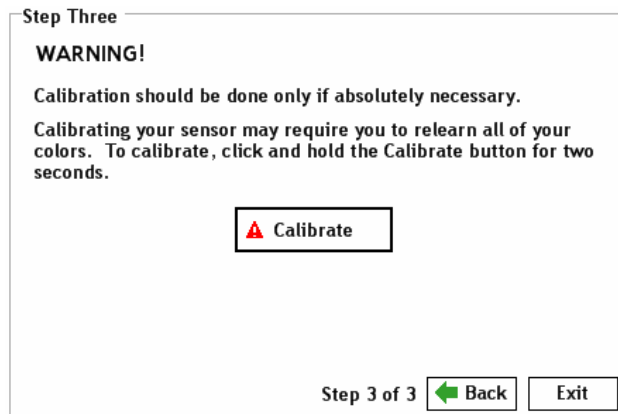 Step Three
WARNING!
Calibration should be done only if absolutely necessary.
Calibrating your sensor may require you to relearn all of your
colors. To calibrate, click and hold the Calibrate button for two
seconds.
Calibrate
Step 3 of 3 Back Exit